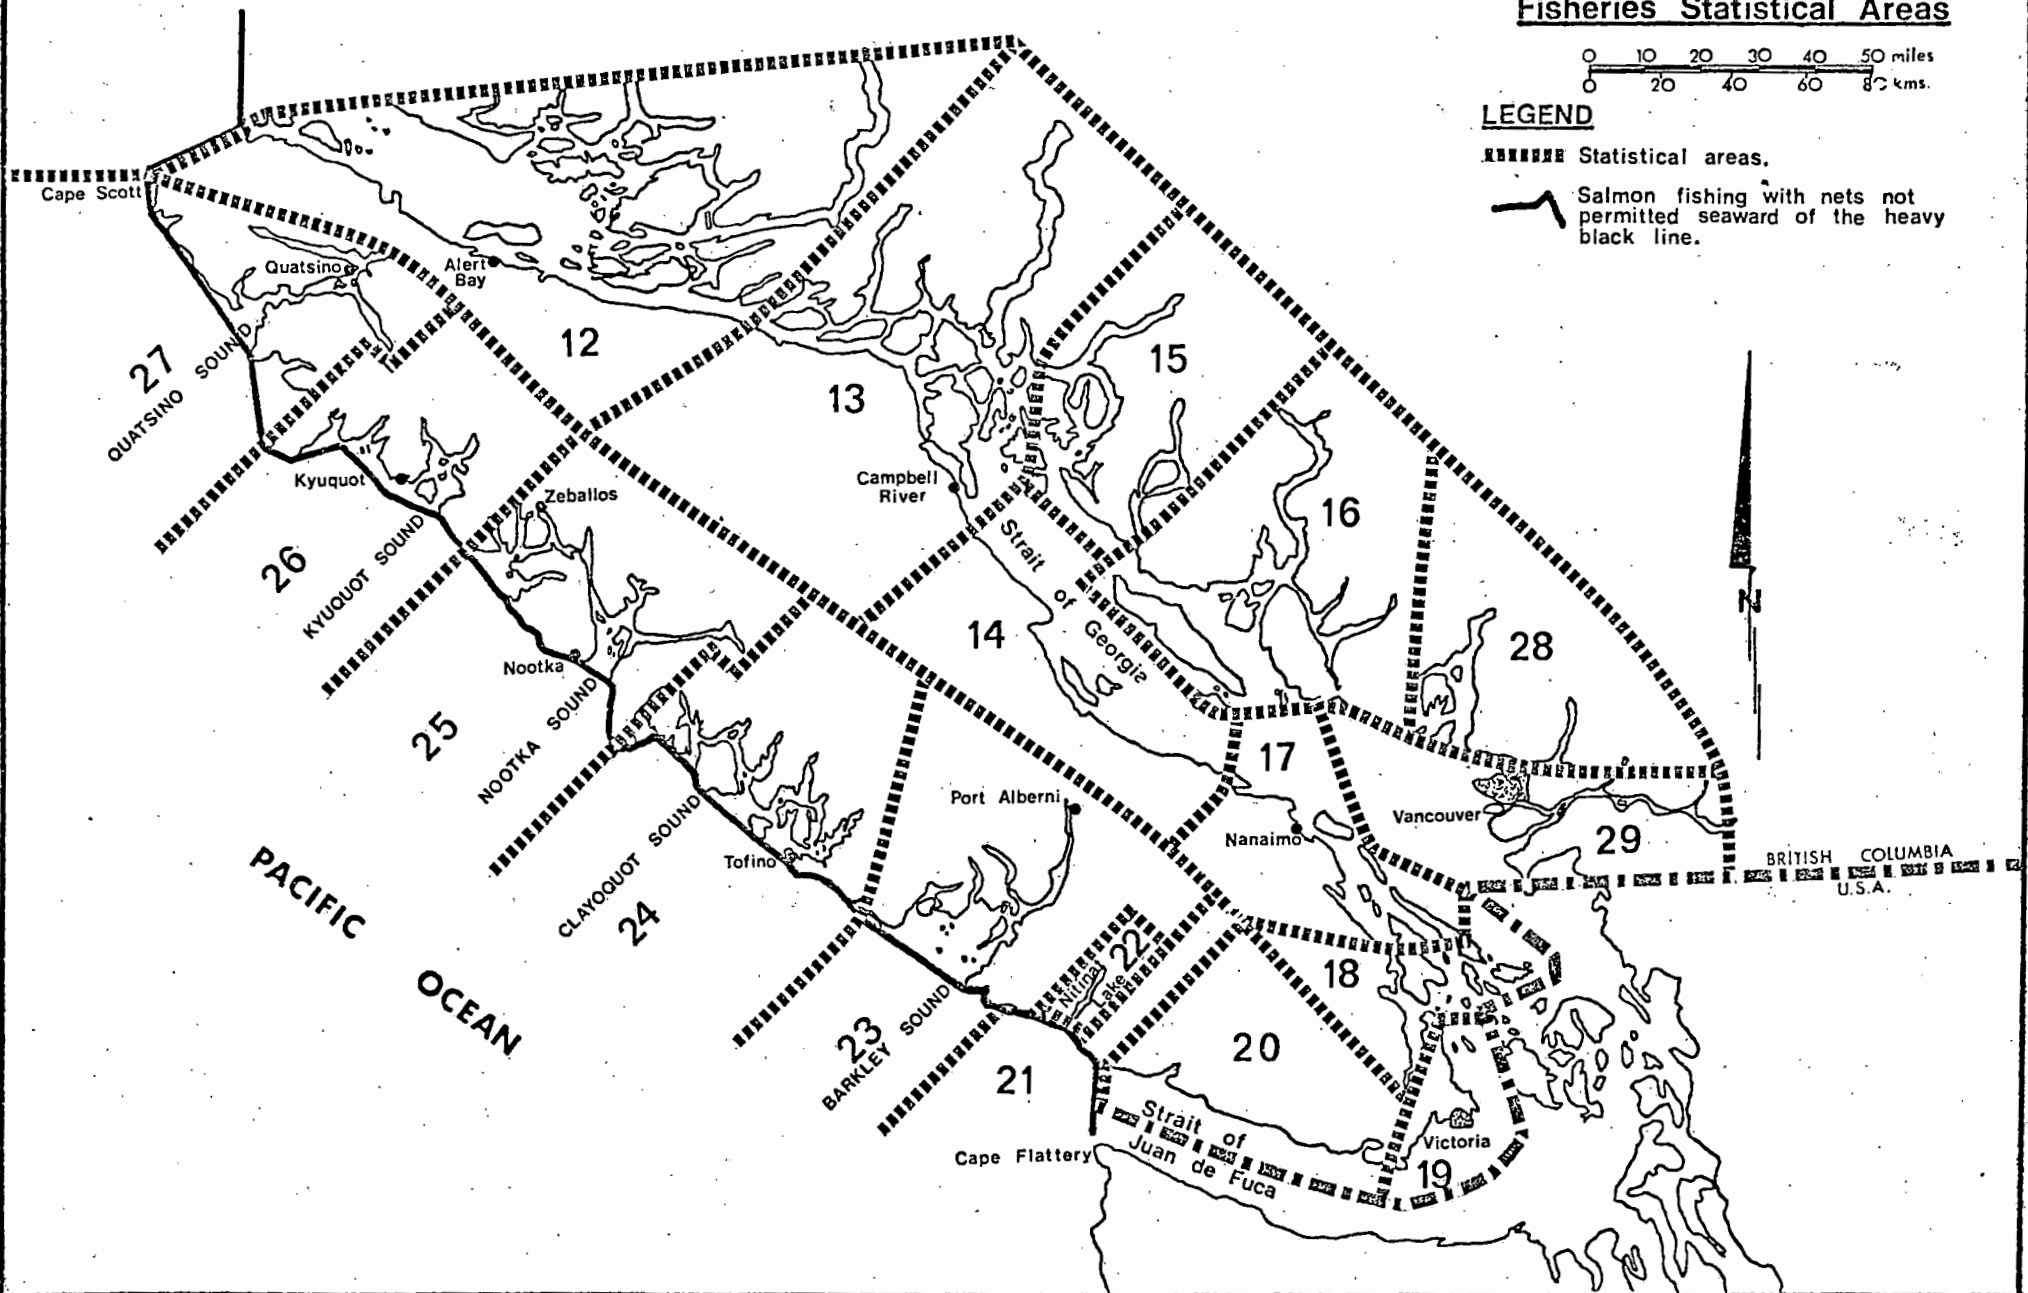 Fisheries Statistical Areas
0 10 20 30 40 50 miles
0 20 40 60 80 kms.
LEGEND
Statistical areas.
Salmon fishing with nets not
permitted seaward of the heavy
black line.
Cape Scott
Quatsino
Alert
Bay
12
13
15
27
QUATSINO SOUND
Kyuquot
Zeballos
Campbell
River
16
26
KYUQUOT SOUND
Strait
of
Georgia
14
28
Nootka
25
NOOTKA SOUND
17
Port Alberni
Vancouver
Nanaimo
29
BRITISH COLUMBIA
U.S.A.
Tofino
CLAYOQUOT SOUND
24
PACIFIC
OCEAN
22
Nitinat
Lake
18
23
BARKLEY SOUND
20
21
Strait of
Juan de Fuca
Victoria
19
Cape Flattery
N